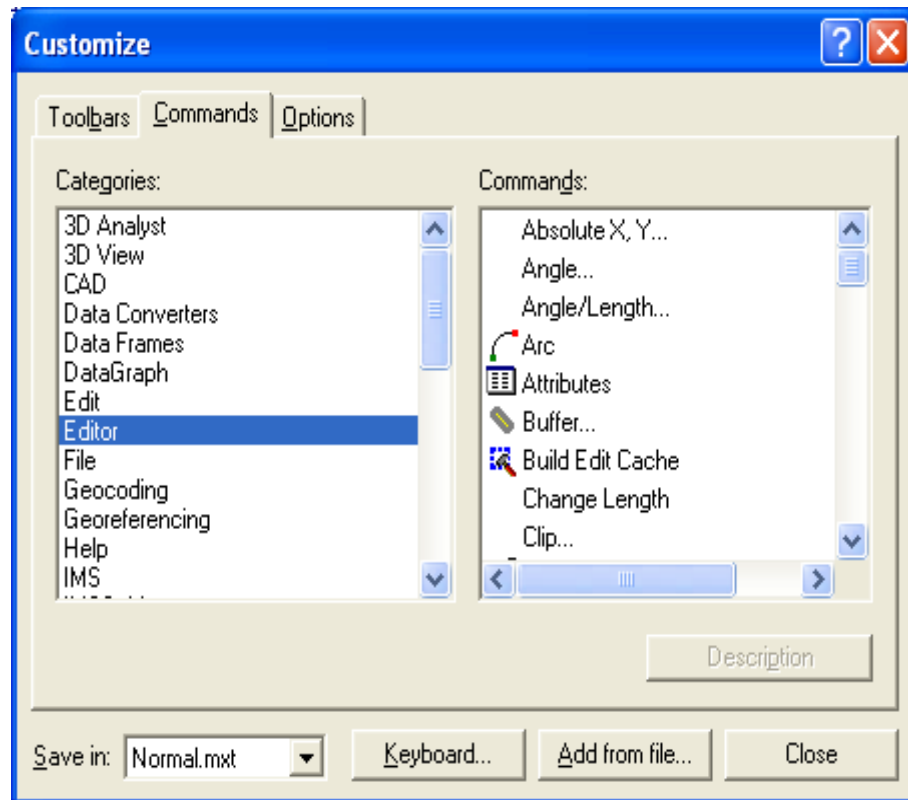 Customize
Toolbars Commands Options
Categories:
3D Analyst
3D View
CAD
Data Converters
Data Frames
DataGraph
Edit
Editor
File
Geocoding
Georeferencing
Help
IMS
Commands:
Absolute X, Y...
Angle...
Angle/Length...
Arc
Attributes
Buffer...
Build Edit Cache
Change Length
Clip...
Description
Save in: Normal.mxt Keyboard... Add from file... Close